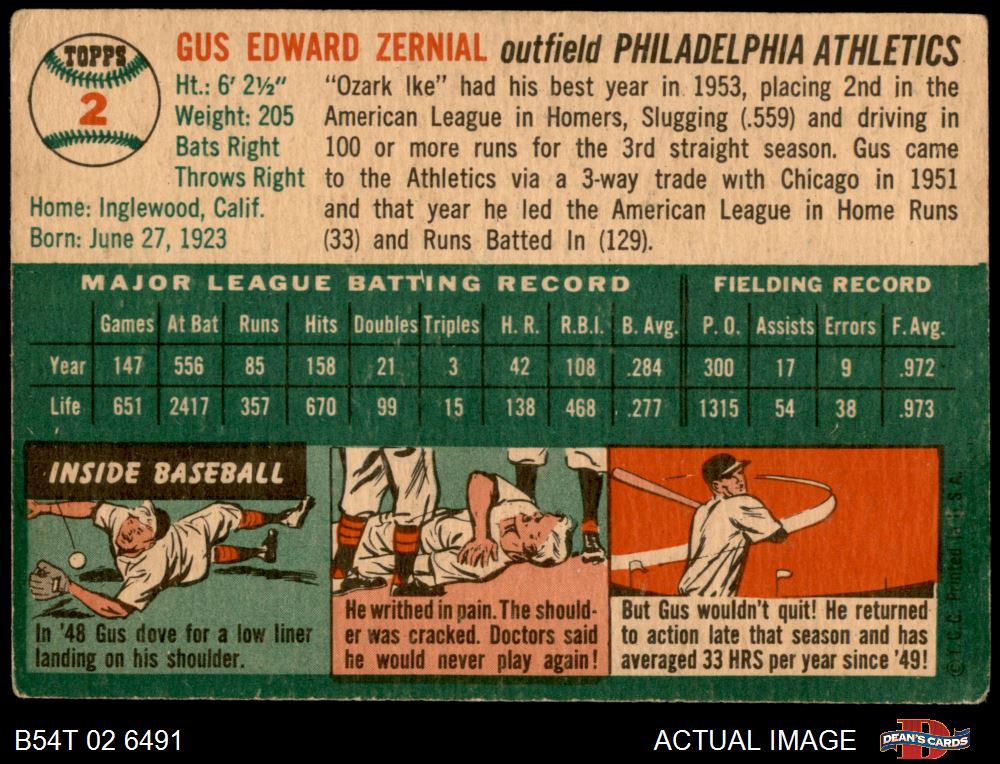 TOPPS
2
GUS EDWARD ZERNIAL outfield PHILADELPHIA ATHLETICS
Ht.: 6' 2½"
Weight: 205
Bats Right
Throws Right
Home: Inglewood, Calif.
Born: June 27, 1923
"Ozark Ike" had his best year in 1953, placing 2nd in the
American League in Homers, Slugging (.559) and driving in
100 or more runs for the 3rd straight season. Gus came
to the Athletics via a 3-way trade with Chicago in 1951
and that year he led the American League in Home Runs
(33) and Runs Batted In (129).
MAJOR LEAGUE BATTING RECORD FIELDING RECORD
Games At Bat Runs Hits Doubles Triples H. R. R.B.I. B. Avg. P. O. Assists Errors F. Avg.
Year 147 556 85 158 21 3 42 108 .284 300 17 9 .972
Life 651 2417 357 670 99 15 138 468 .277 1315 54 38 .973
INSIDE BASEBALL
In '48 Gus dove for a low liner
landing on his shoulder.
He writhed in pain. The should-
er was cracked. Doctors said
he would never play again!
But Gus wouldn't quit! He returned
to action late that season and has
averaged 33 HRS per year since '49!
© T. C. G. Printed in U. S. A.
B54T 02 6491
ACTUAL IMAGE
DEAN'S CARDS